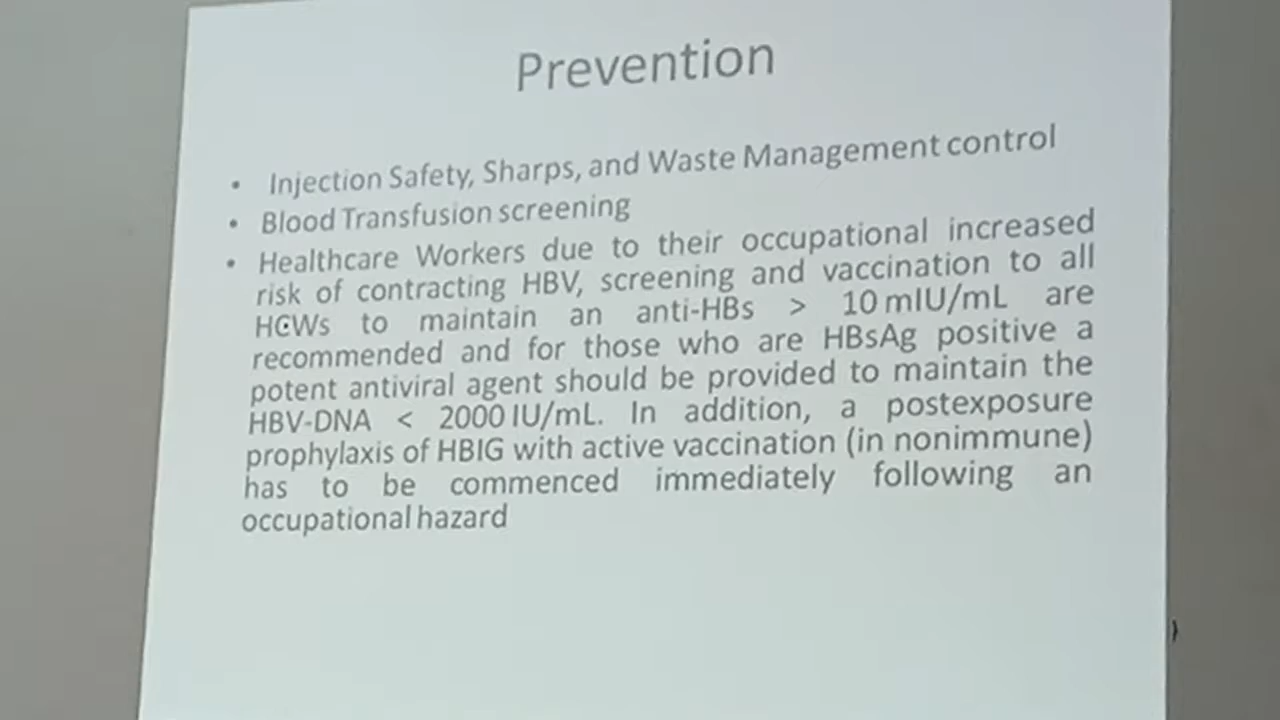 Prevention
• Injection Safety, Sharps, and Waste Management control
• Blood Transfusion screening
• Healthcare Workers due to their occupational increased
risk of contracting HBV, screening and vaccination to all
HCWs to maintain an anti-HBs > 10 mIU/mL are
recommended and for those who are HBsAg positive a
potent antiviral agent should be provided to maintain the
HBV-DNA < 2000 IU/mL. In addition, a postexposure
prophylaxis of HBIG with active vaccination (in nonimmune)
has to be commenced immediately following an
occupational hazard